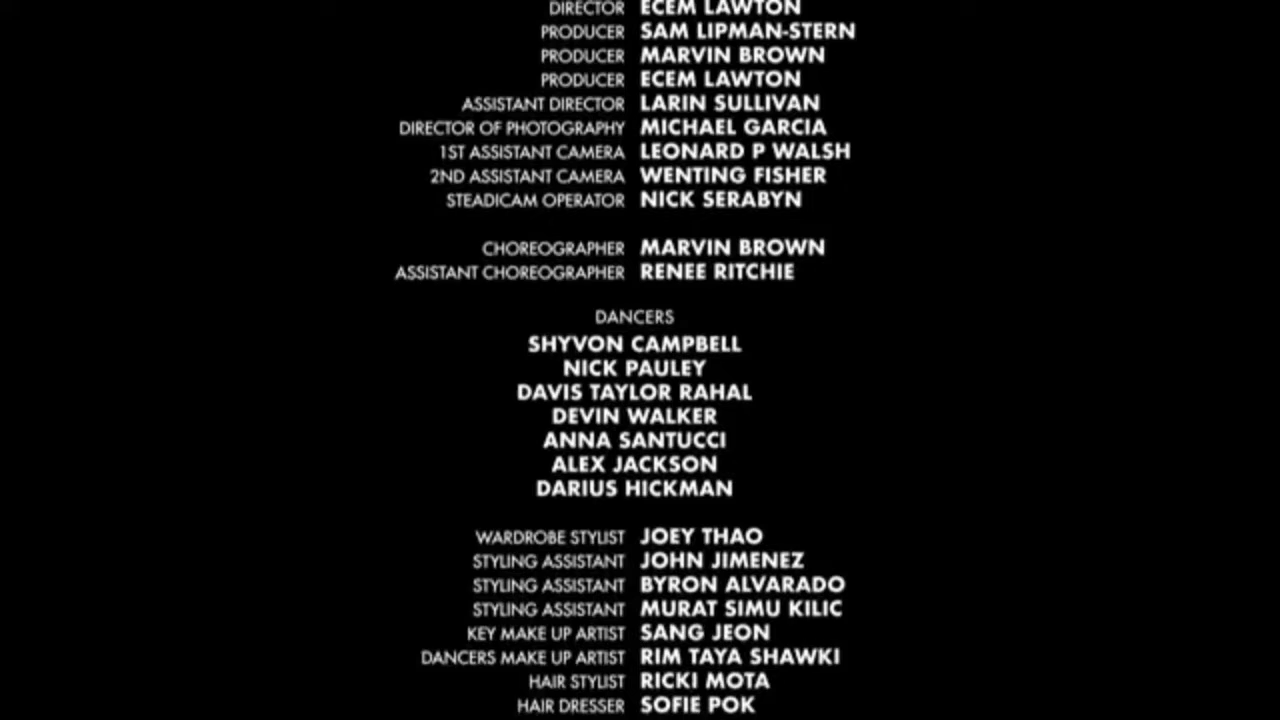 DIRECTOR ECEM LAWTON
PRODUCER SAM LIPMAN-STERN
PRODUCER MARVIN BROWN
PRODUCER ECEM LAWTON
ASSISTANT DIRECTOR LARIN SULLIVAN
DIRECTOR OF PHOTOGRAPHY MICHAEL GARCIA
1ST ASSISTANT CAMERA LEONARD P WALSH
2ND ASSISTANT CAMERA WENTING FISHER
STEADICAM OPERATOR NICK SERABYN
CHOREOGRAPHER MARVIN BROWN
ASSISTANT CHOREOGRAPHER RENEE RITCHIE
DANCERS
SHYVON CAMPBELL
NICK PAULEY
DAVIS TAYLOR RAHAL
DEVIN WALKER
ANNA SANTUCCI
ALEX JACKSON
DARIUS HICKMAN
WARDROBE STYLIST JOEY THAO
STYLING ASSISTANT JOHN JIMENEZ
STYLING ASSISTANT BYRON ALVARADO
STYLING ASSISTANT MURAT SIMU KILIC
KEY MAKE UP ARTIST SANG JEON
DANCERS MAKE UP ARTIST RIM TAYA SHAWKI
HAIR STYLIST RICKI MOTA
HAIR DRESSER SOFIE POK